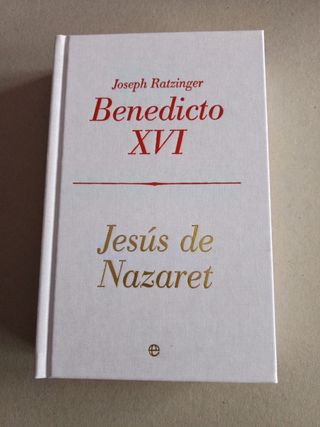 Joseph Ratzinger
Benedicto
XVI
Jesús de
Nazaret